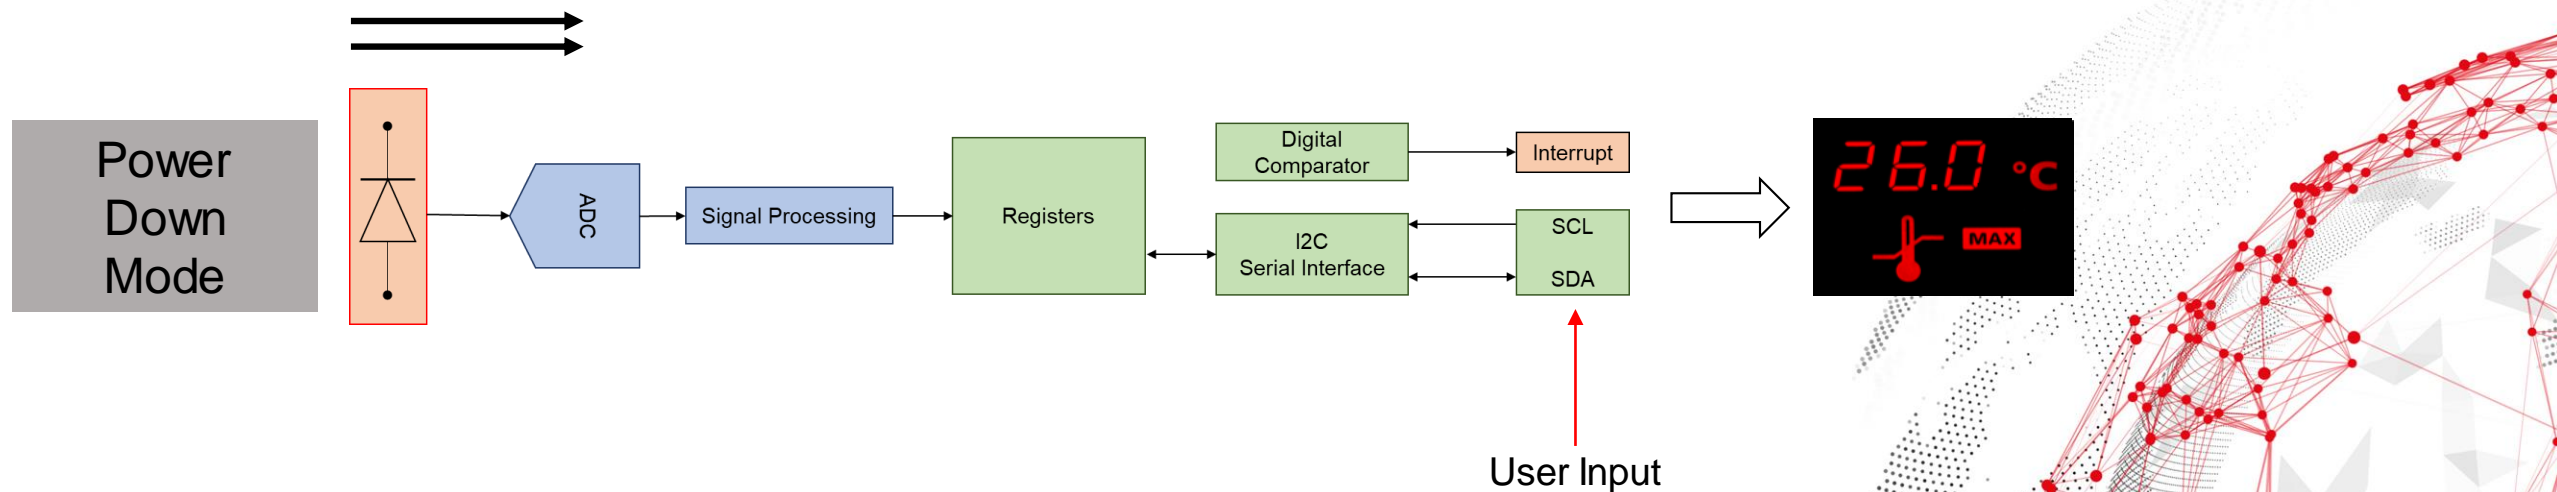 Power
Down
Mode
ADC
Signal Processing
Registers
Digital
Comparator
Interrupt
I2C
Serial Interface
SCL
SDA
User Input
26.0 °C
MAX